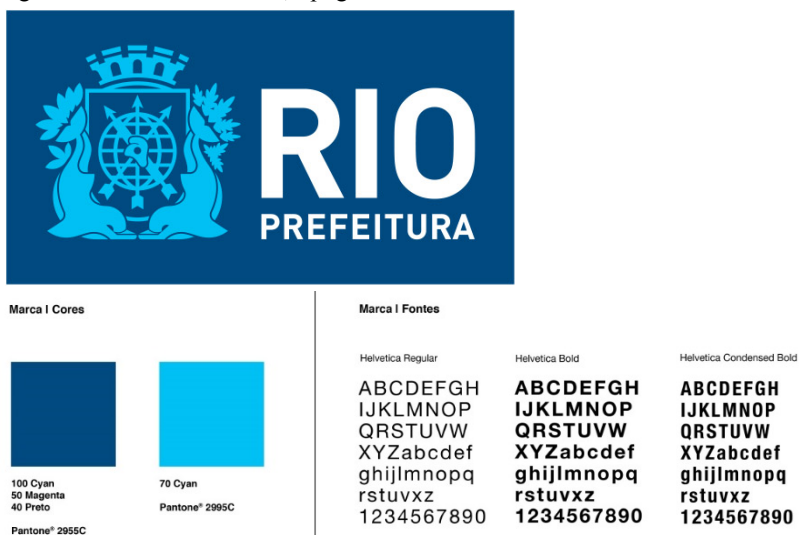 RIO
PREFEITURA
Marca | Cores
100 Cyan
50 Magenta
40 Preto
Pantone® 2955C
70 Cyan
Pantone® 2995C
Marca | Fontes
Helvetica Regular
ABCDEFGH
IJKLMNOP
QRSTUVW
XYZabcdef
ghijlmnopq
rstuvxz
1234567890
Helvetica Bold
ABCDEFGH
IJKLMNOP
QRSTUVW
XYZabcdef
ghijlmnopq
rstuvxz
1234567890
Helvetica Condensed Bold
ABCDEFGH
IJKLMNOP
QRSTUVW
XYZabcdef
ghijlmnopq
rstuvxz
1234567890